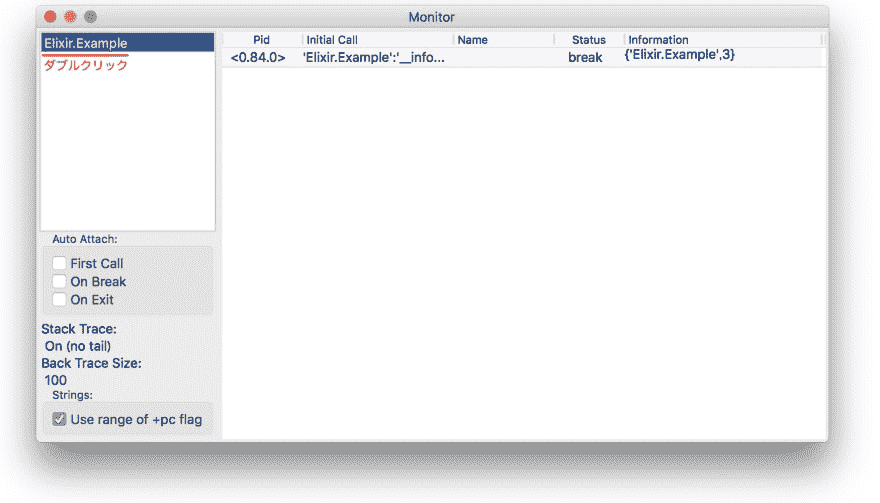 Monitor
Elixir.Example
ダブルクリック
Pid Initial Call Name Status Information
<0.84.0> 'Elixir.Example':'__info... break {'Elixir.Example',3}
Auto Attach:
First Call
On Break
On Exit
Stack Trace:
On (no tail)
Back Trace Size:
100
Strings:
Use range of +pc flag